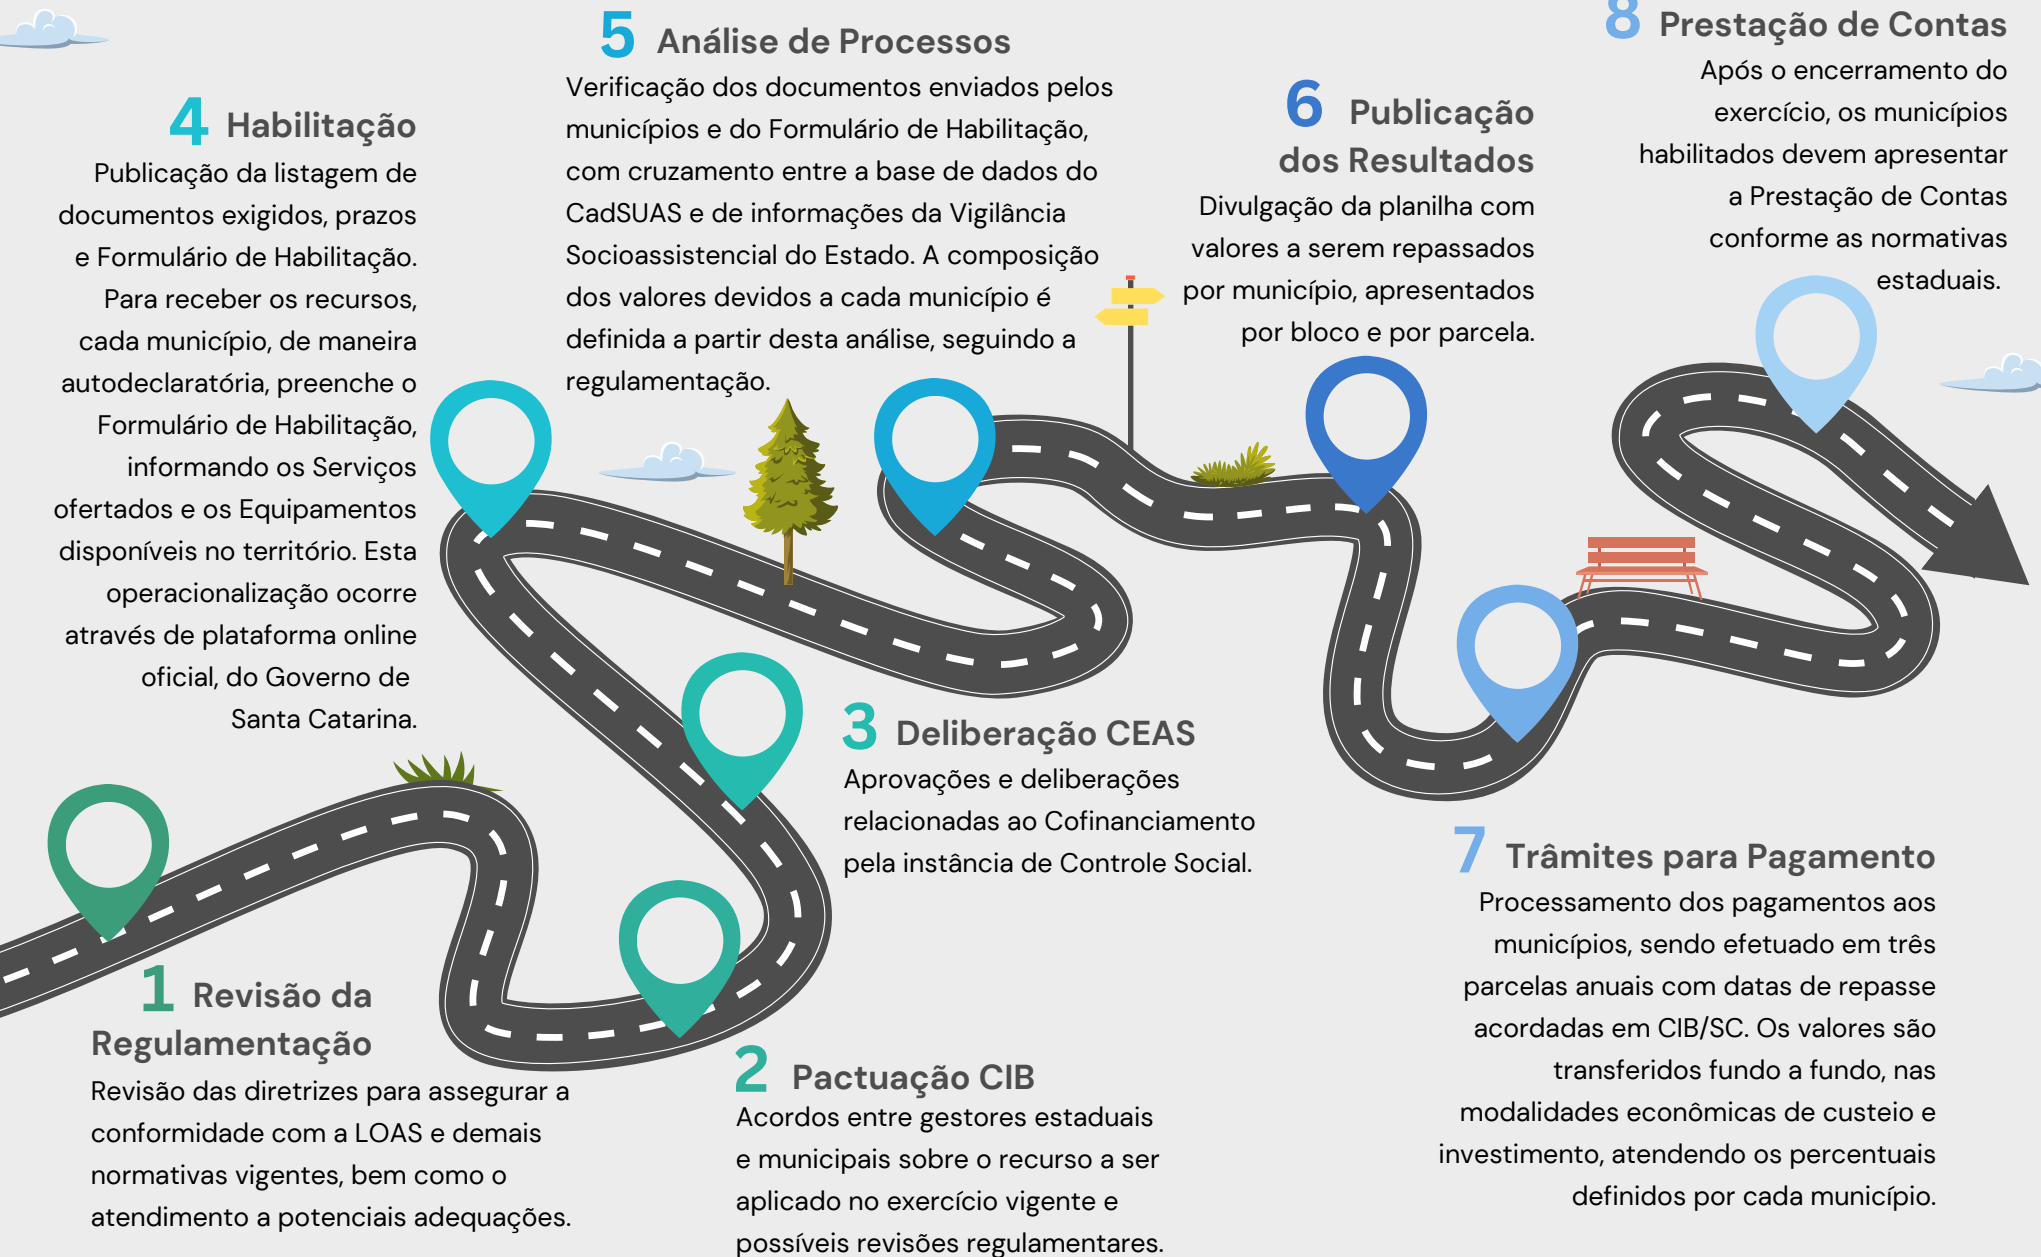 1 Revisão da
Regulamentação
Revisão das diretrizes para assegurar a
conformidade com a LOAS e demais
normativas vigentes, bem como o
atendimento a potenciais adequações.
2 Pactuação CIB
Acordos entre gestores estaduais
e municipais sobre o recurso a ser
aplicado no exercício vigente e
possíveis revisões regulamentares.
3 Deliberação CEAS
Aprovações e deliberações
relacionadas ao Cofinanciamento
pela instância de Controle Social.
4 Habilitação
Publicação da listagem de
documentos exigidos, prazos
e Formulário de Habilitação.
Para receber os recursos,
cada município, de maneira
autodeclaratória, preenche o
Formulário de Habilitação,
informando os Serviços
ofertados e os Equipamentos
disponíveis no território. Esta
operacionalização ocorre
através de plataforma online
oficial, do Governo de
Santa Catarina.
5 Análise de Processos
Verificação dos documentos enviados pelos
municípios e do Formulário de Habilitação,
com cruzamento entre a base de dados do
CadSUAS e de informações da Vigilância
Socioassistencial do Estado. A composição
dos valores devidos a cada município é
definida a partir desta análise, seguindo a
regulamentação.
6 Publicação
dos Resultados
Divulgação da planilha com
valores a serem repassados
por município, apresentados
por bloco e por parcela.
7 Trâmites para Pagamento
Processamento dos pagamentos aos
municípios, sendo efetuado em três
parcelas anuais com datas de repasse
acordadas em CIB/SC. Os valores são
transferidos fundo a fundo, nas
modalidades econômicas de custeio e
investimento, atendendo os percentuais
definidos por cada município.
8 Prestação de Contas
Após o encerramento do
exercício, os municípios
habilitados devem apresentar
a Prestação de Contas
conforme as normativas
estaduais.